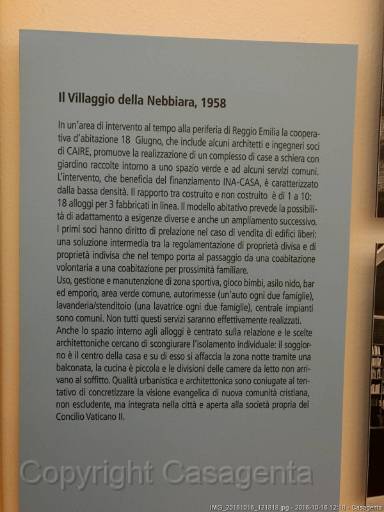 Il Villaggio della Nebbiara, 1958
In un'area di intervento al tempo alla periferia di Reggio Emilia la coopera-
tiva d'abitazione 18 Giugno, che include alcuni architetti e ingegneri soci
di CAIRE, promuove la realizzazione di un complesso di case a schiera con
giardino raccolte intorno a uno spazio verde e ad alcuni servizi comuni.
L'intervento, che beneficia del finanziamento INA-CASA, è caratterizzato
dalla bassa densità. Il rapporto tra costruito e non costruito è di 1 a 10:
18 alloggi per 3 fabbricati in linea. Il modello abitativo prevede la possibili-
tà di adattamento a esigenze diverse e anche un ampliamento successivo.
I primi soci hanno diritto di prelazione nel caso di vendita di edifici liberi:
una soluzione intermedia tra la regolamentazione di proprietà divisa e di
proprietà indivisa che nel tempo porta al passaggio da una coabitazione
volontaria a una coabitazione per prossimità familiare.
Uso, gestione e manutenzione di zona sportiva, gioco bimbi, asilo nido, bar
ed emporio, area verde comune, autorimesse (un'auto ogni due famiglie),
lavanderia/stenditoio (una lavatrice ogni due famiglie), centrale impianti
sono comuni. Non tutti questi servizi saranno effettivamente realizzati.
Anche lo spazio interno agli alloggi è centrato sulla relazione e le scelte
architettoniche cercano di scongiurare l'isolamento individuale: il soggior-
no è il centro della casa e su di esso si affaccia la zona notte tramite una
balconata, la cucina è piccola e le divisioni delle camere da letto non arri-
vano al soffitto. Qualità urbanistica e architettonica sono coniugate al ten-
tativo di concretizzare la visione evangelica di nuova comunità cristiana,
non escludente, ma integrata nella città e aperta alla società propria del
Concilio Vaticano II.
Copyright Casagenta
IMG_20161016_121818.jpg - 2016-10-16 12:18 - Casagenta